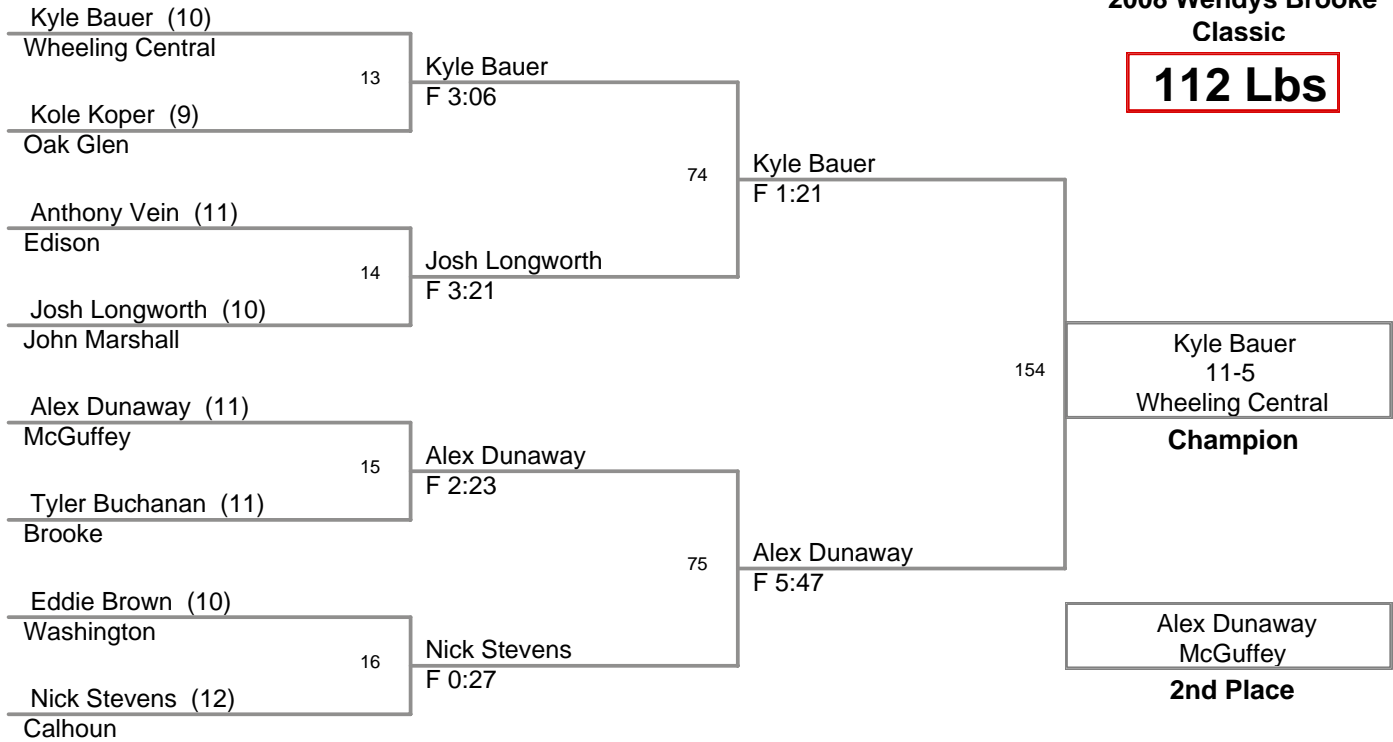 2008 Wendys Brooke
Classic
112 Lbs
Kyle Bauer (10)
Wheeling Central
13
Kole Koper (9)
Oak Glen
Kyle Bauer
F 3:06
Anthony Vein (11)
Edison
14
Josh Longworth (10)
John Marshall
Josh Longworth
F 3:21
74
Kyle Bauer
F 1:21
Alex Dunaway (11)
McGuffey
15
Tyler Buchanan (11)
Brooke
Alex Dunaway
F 2:23
Eddie Brown (10)
Washington
16
Nick Stevens (12)
Calhoun
Nick Stevens
F 0:27
75
Alex Dunaway
F 5:47
154
Kyle Bauer
11-5
Wheeling Central
Champion
Alex Dunaway
McGuffey
2nd Place